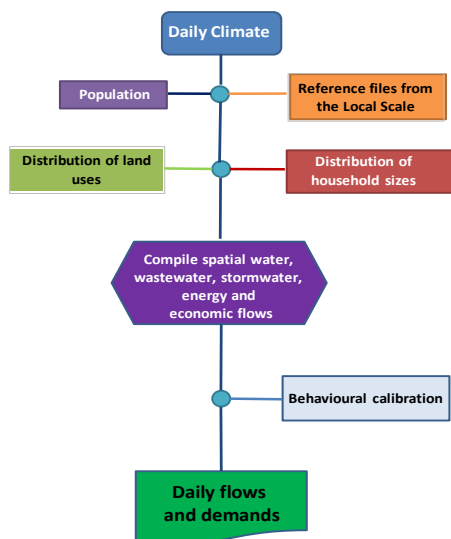 Daily Climate
Population
Reference files from
the Local Scale
Distribution of land
uses
Distribution of
household sizes
Compile spatial water,
wastewater, stormwater,
energy and
economic flows
Behavioural calibration
Daily flows
and demands